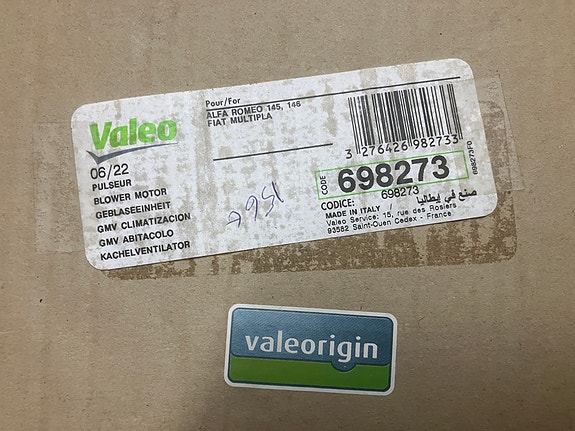 Valeo
06/22
PULSEUR
BLOWER MOTOR
GEBLASEEINHEIT
GMV CLIMATIZACION
GMV ABITACOLO
KACHELVENTILATOR
Pour/For
ALFA ROMEO 145, 146
FIAT MULTIPLA
3 276426 982733
CODE
698273
698273F0
CODICE: 698273
MADE IN ITALY / صنع في إيطاليا
Valeo Service: 15, rue des Rosiers
93582 Saint-Ouen Cedex - France
valeorigin